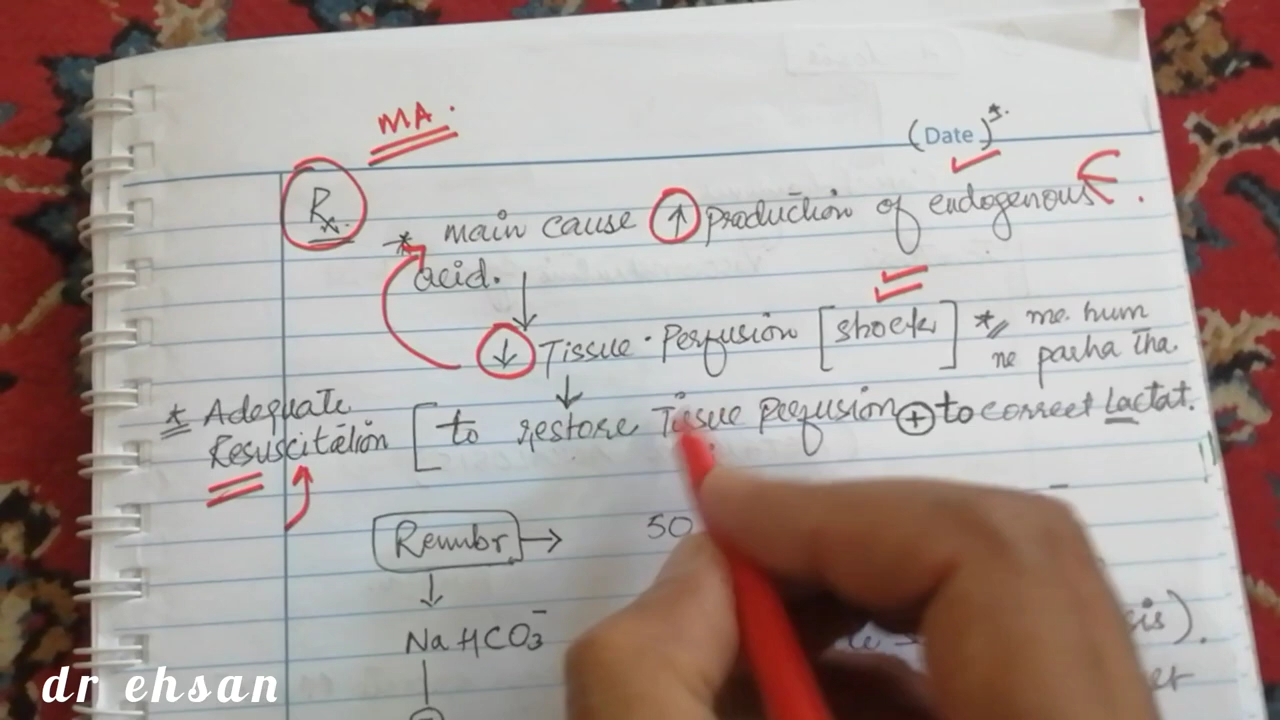 MA.
(Date)
Rx. * main cause ↑ production of endogenous
acid.
↓ Tissue Perfusion [shock] * me hum
ne parha tha.
* Adequate
Resuscitation [to restore Tissue Perfusion + to correct Lactat.
Remmbr → 50
NaHCO3-
sis).
dr ehsan